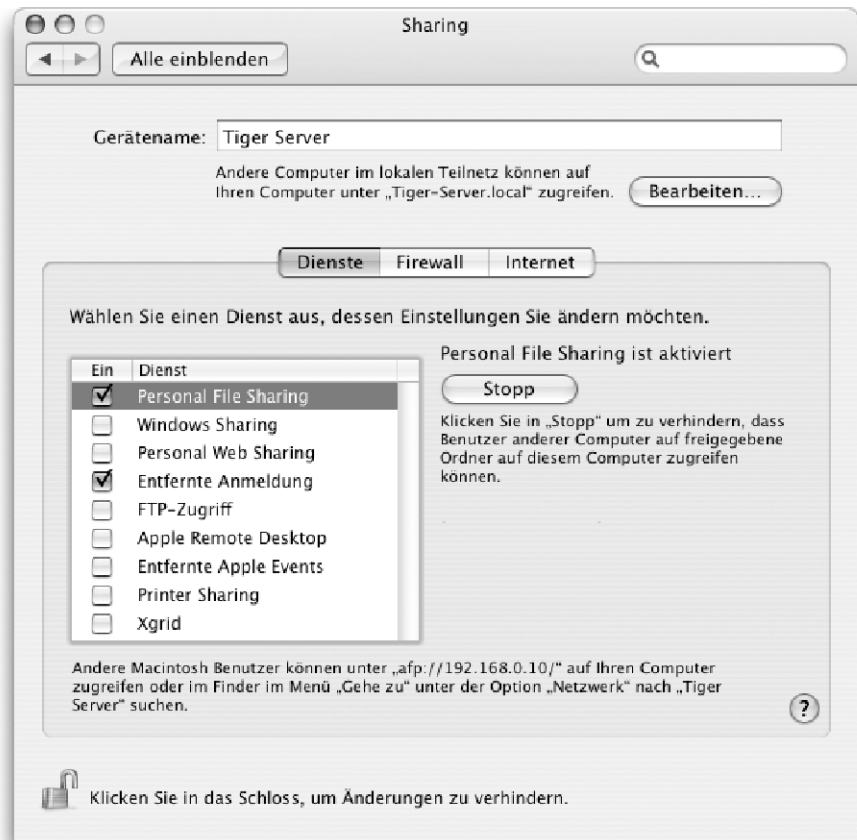 Sharing
Alle einblenden
Gerätename: Tiger Server
Andere Computer im lokalen Teilnetz können auf
Ihren Computer unter „Tiger-Server.local“ zugreifen.
Bearbeiten...
Dienste Firewall Internet
Wählen Sie einen Dienst aus, dessen Einstellungen Sie ändern möchten.
Ein Dienst
Personal File Sharing
Windows Sharing
Personal Web Sharing
Entfernte Anmeldung
FTP-Zugriff
Apple Remote Desktop
Entfernte Apple Events
Printer Sharing
Xgrid
Personal File Sharing ist aktiviert
Stopp
Klicken Sie in „Stopp“ um zu verhindern, dass
Benutzer anderer Computer auf freigegebene
Ordner auf diesem Computer zugreifen
können.
Andere Macintosh Benutzer können unter „afp://192.168.0.10/“ auf Ihren Computer
zugreifen oder im Finder im Menü „Gehe zu“ unter der Option „Netzwerk“ nach „Tiger
Server“ suchen.
?
Klicken Sie in das Schloss, um Änderungen zu verhindern.